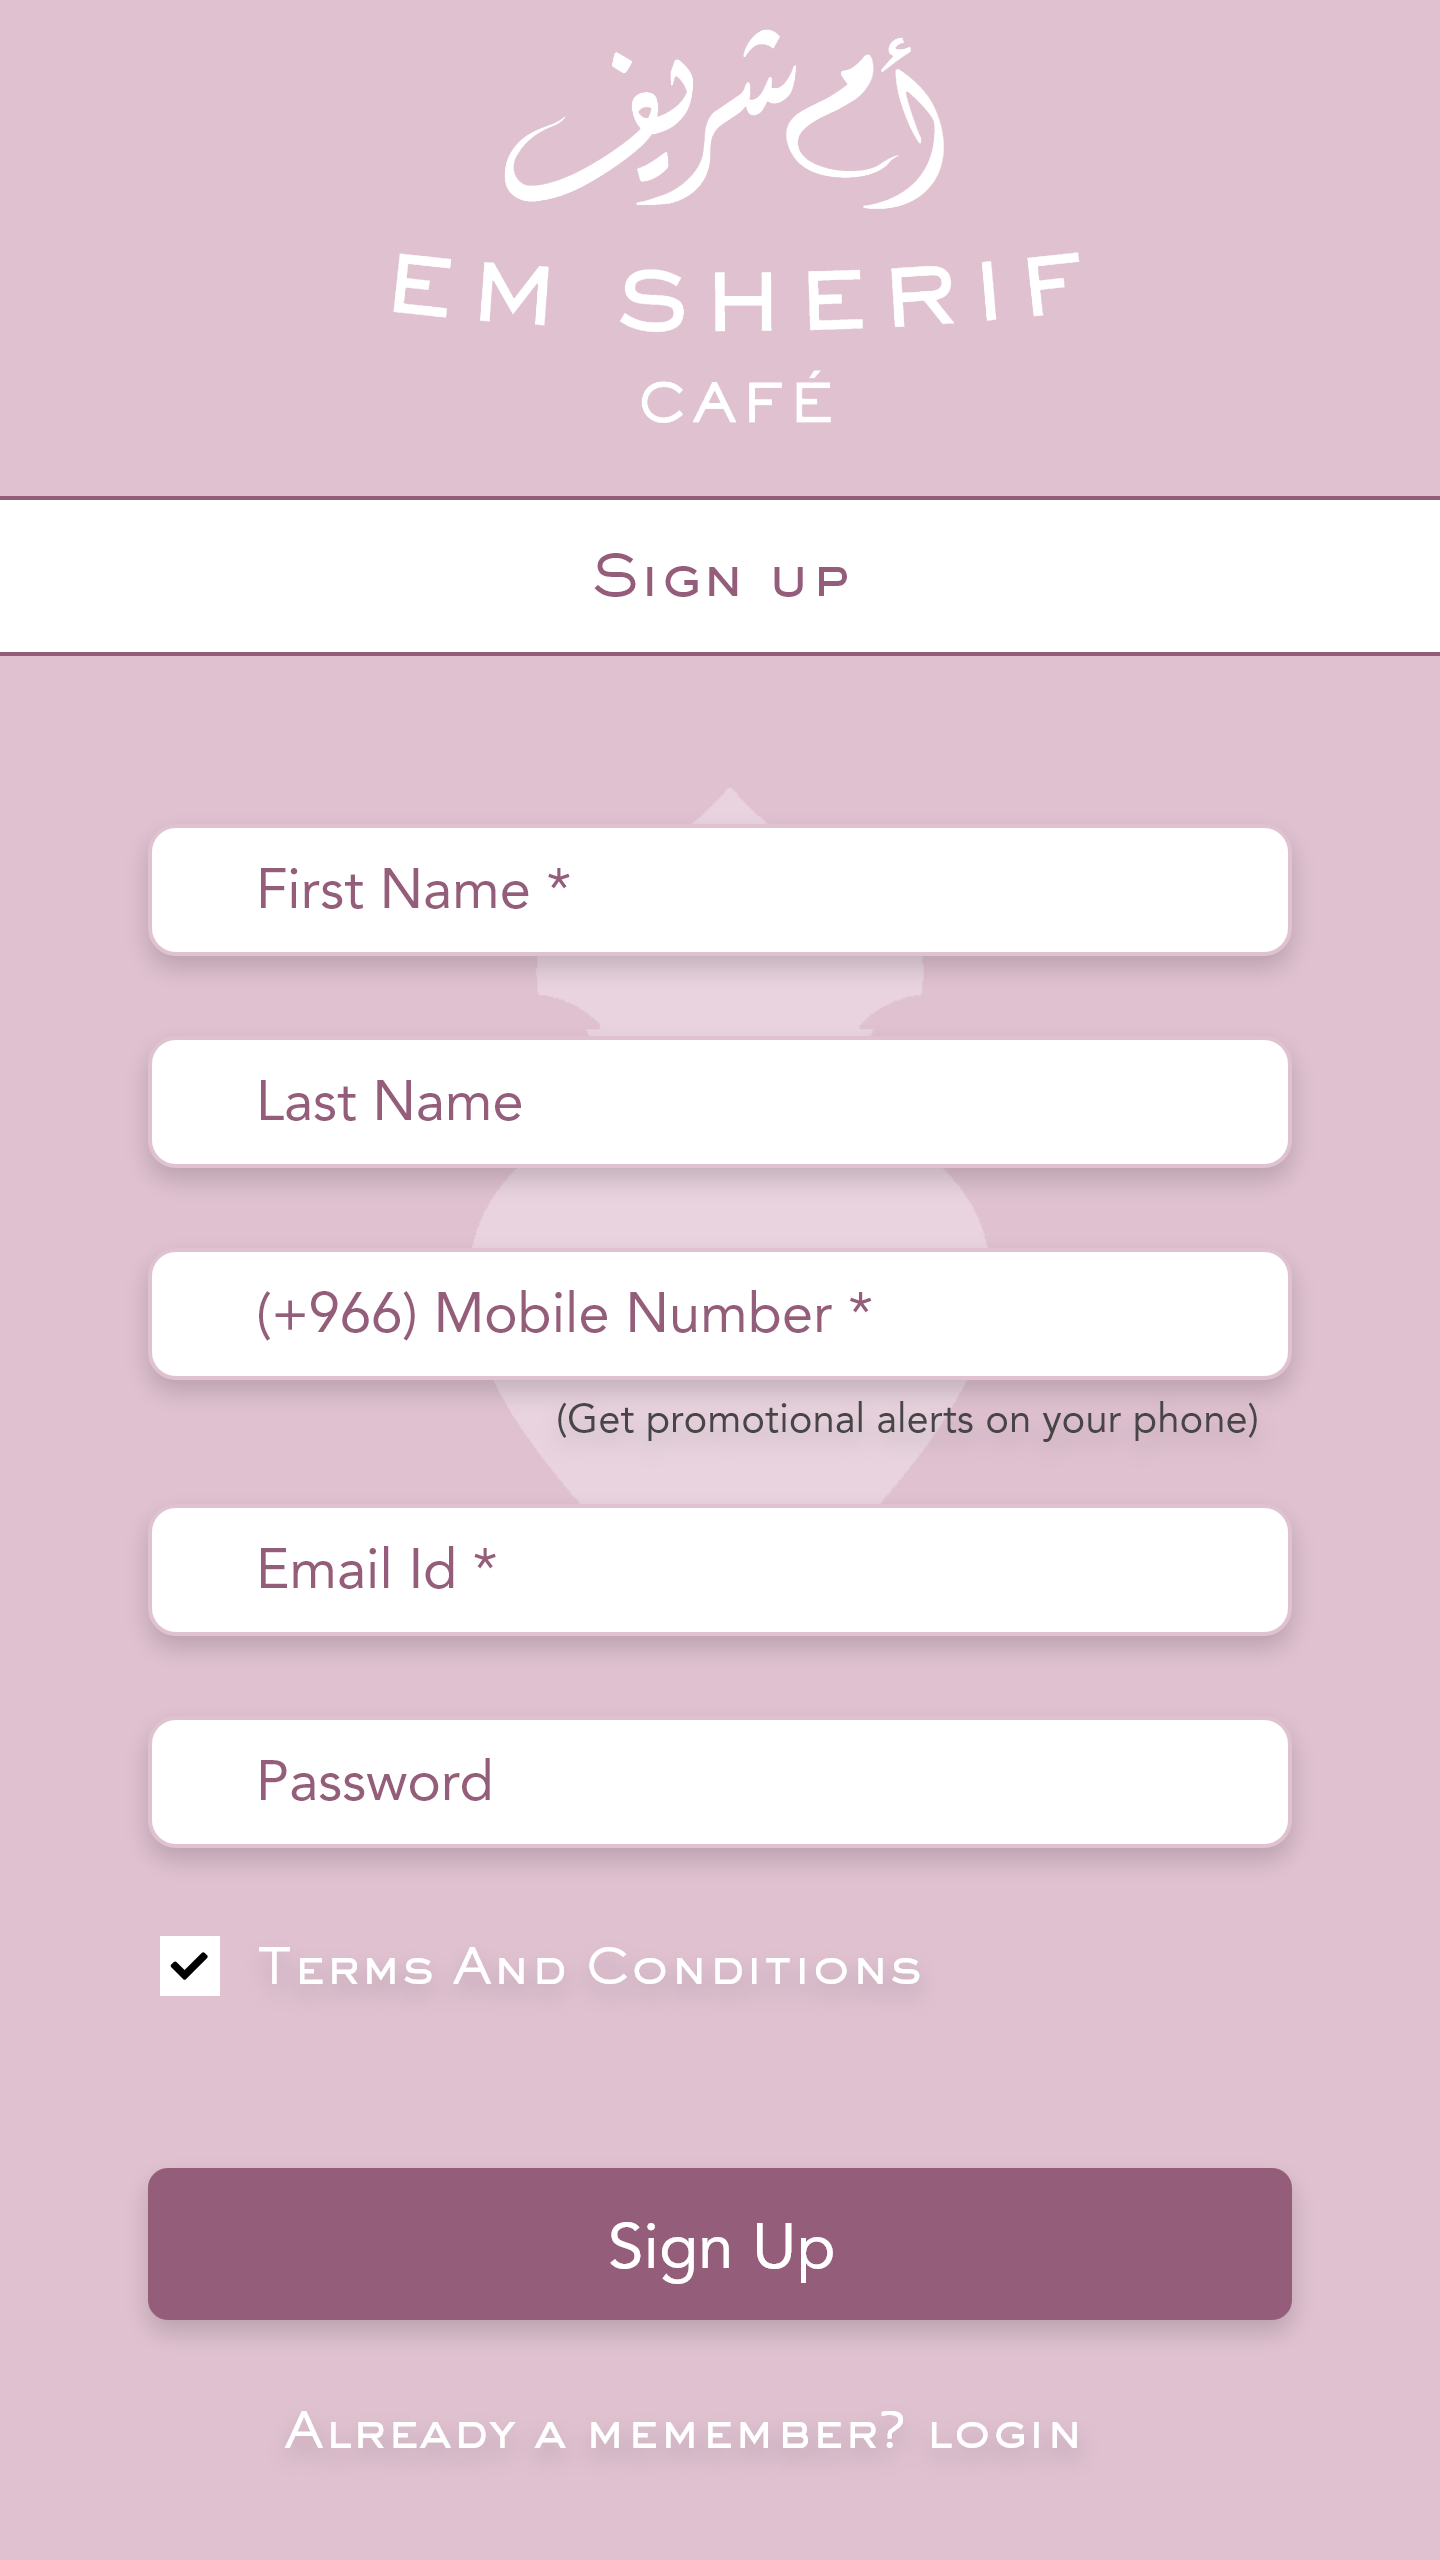 أم شريف
EM SHERIF
CAFÉ
Sign up
First Name *
Last Name
(+966) Mobile Number *
(Get promotional alerts on your phone)
Email Id *
Password
Terms And Conditions
Sign Up
Already a memember? login